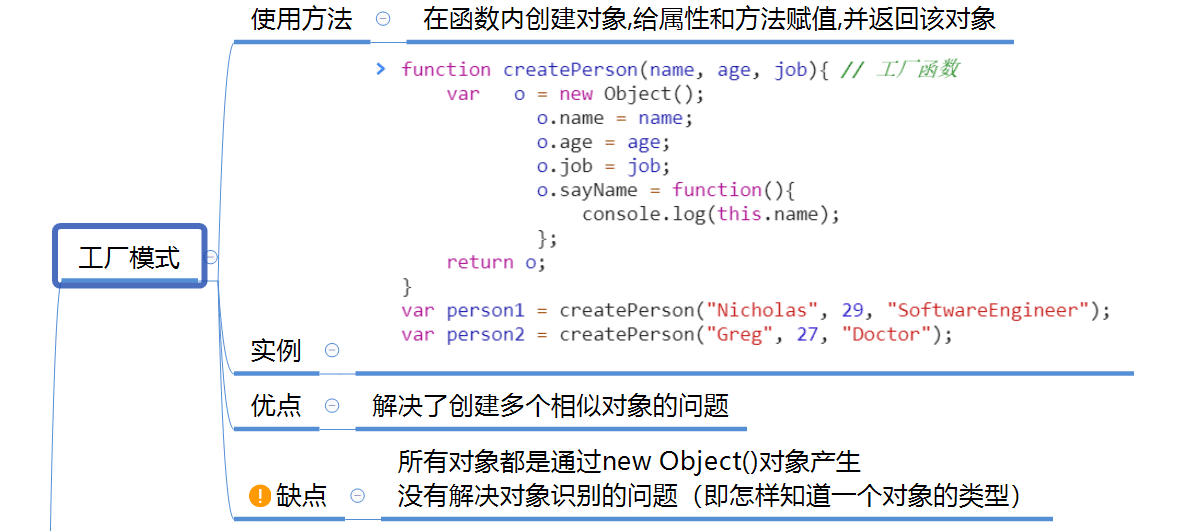 使用方法
在函数内创建对象,给属性和方法赋值,并返回该对象
function createPerson(name, age, job){ // 工厂函数
var o = new Object();
o.name = name;
o.age = age;
o.job = job;
o.sayName = function(){
console.log(this.name);
};
return o;
}
var person1 = createPerson("Nicholas", 29, "SoftwareEngineer");
var person2 = createPerson("Greg", 27, "Doctor");
工厂模式
实例
优点
解决了创建多个相似对象的问题
缺点
所有对象都是通过new Object()对象产生
没有解决对象识别的问题（即怎样知道一个对象的类型）